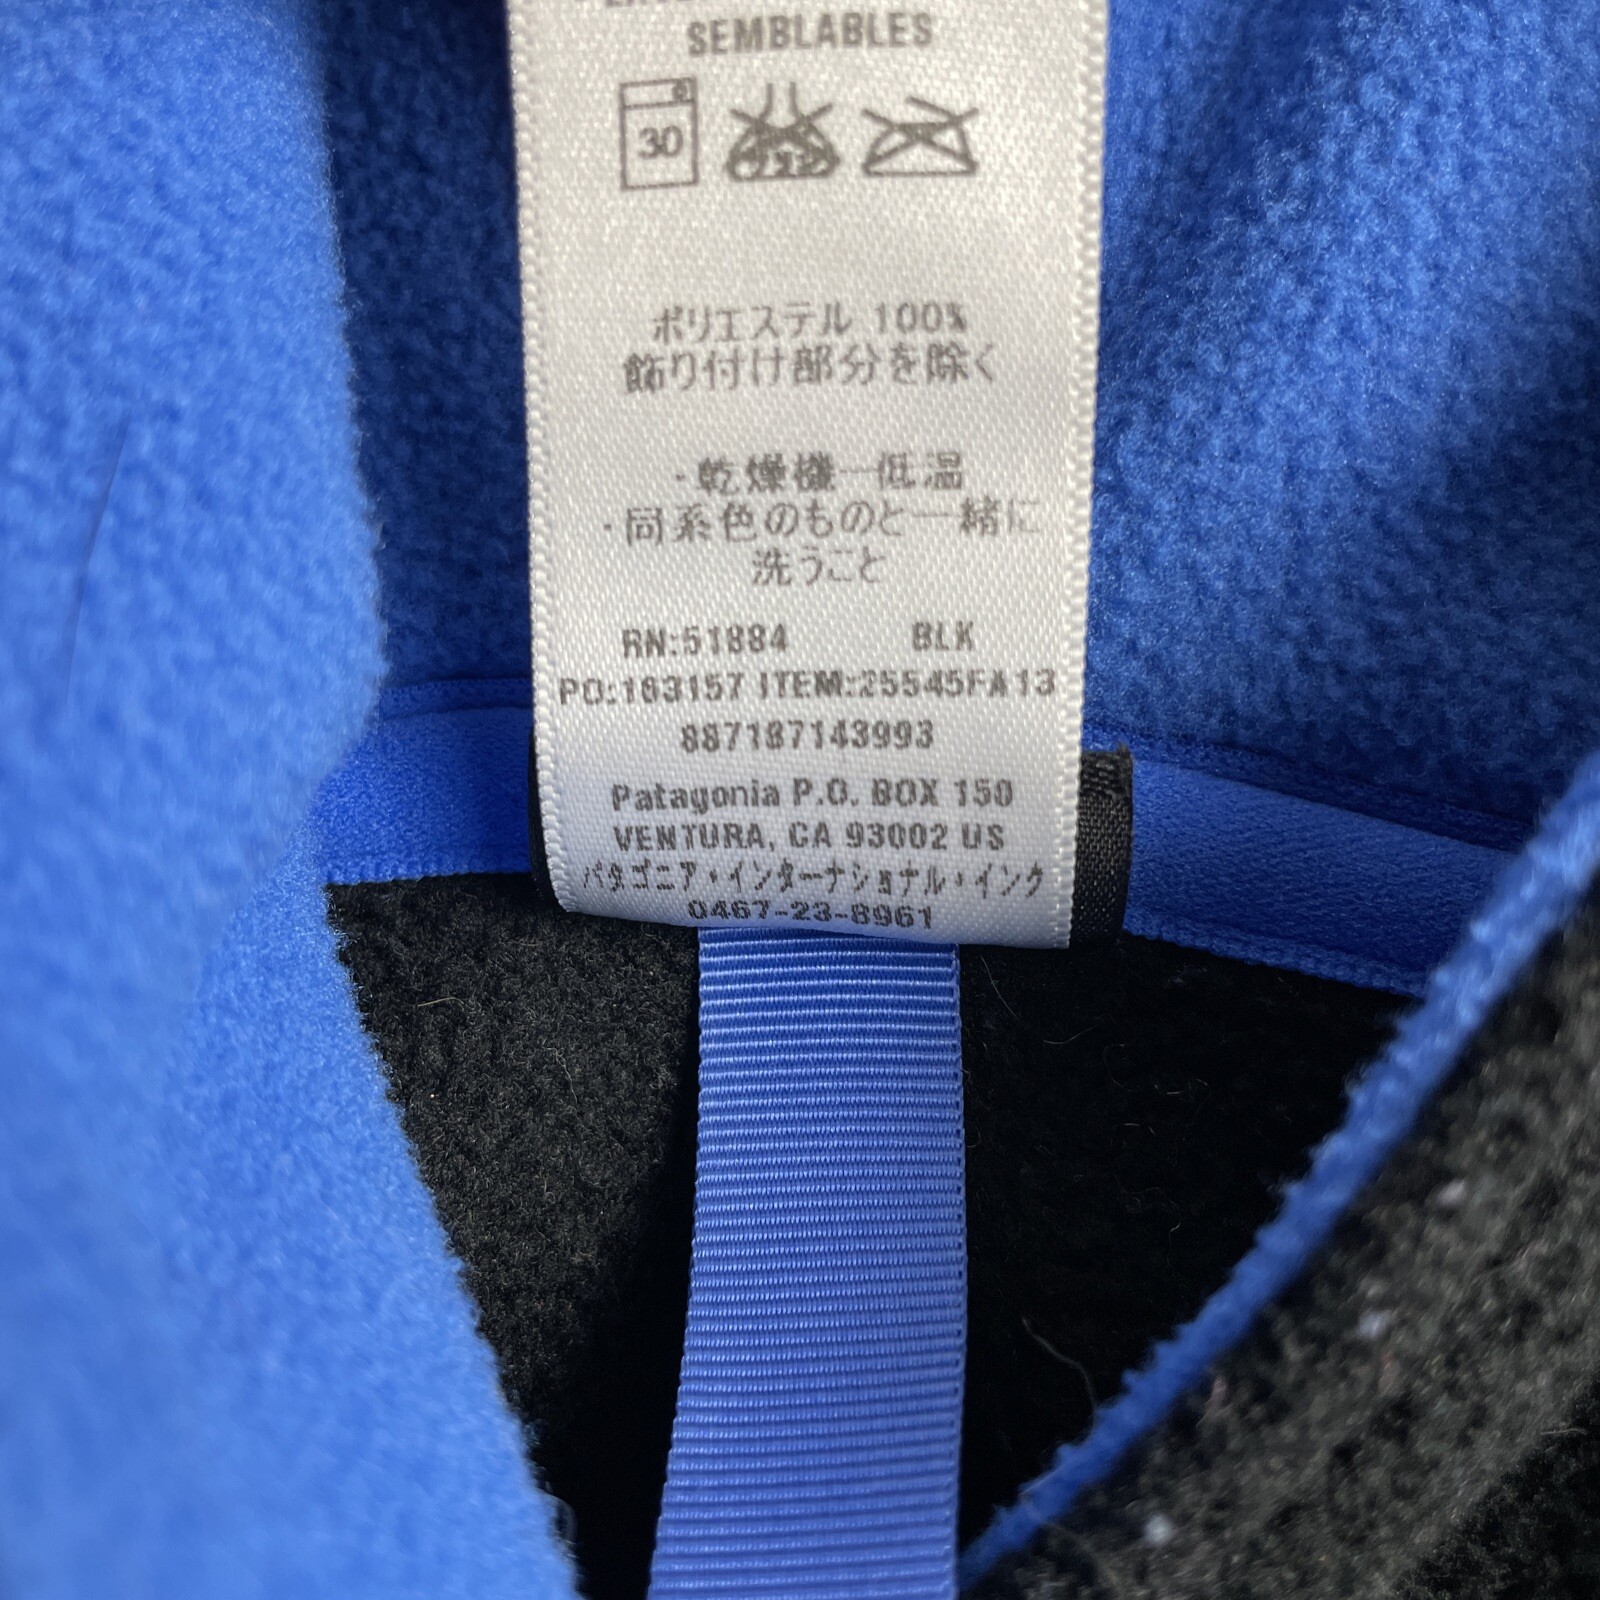 SEMBLABLES
30
ポリエステル 100%
飾り付け部分を除く
・乾燥機ー低温
・同系色のものと一緒に
洗うこと
RN:51884 BLK
PO:163157 ITEM:25545FA13
887187143993
Patagonia P.O. BOX 150
VENTURA, CA 93002 US
パタゴニア・インターナショナル・インク
0467-23-8961